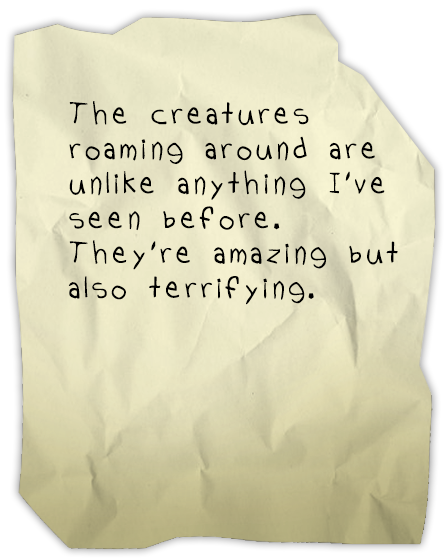 The creatures
roaming around are
unlike anything I've
seen before.
They're amazing but
also terrifying.